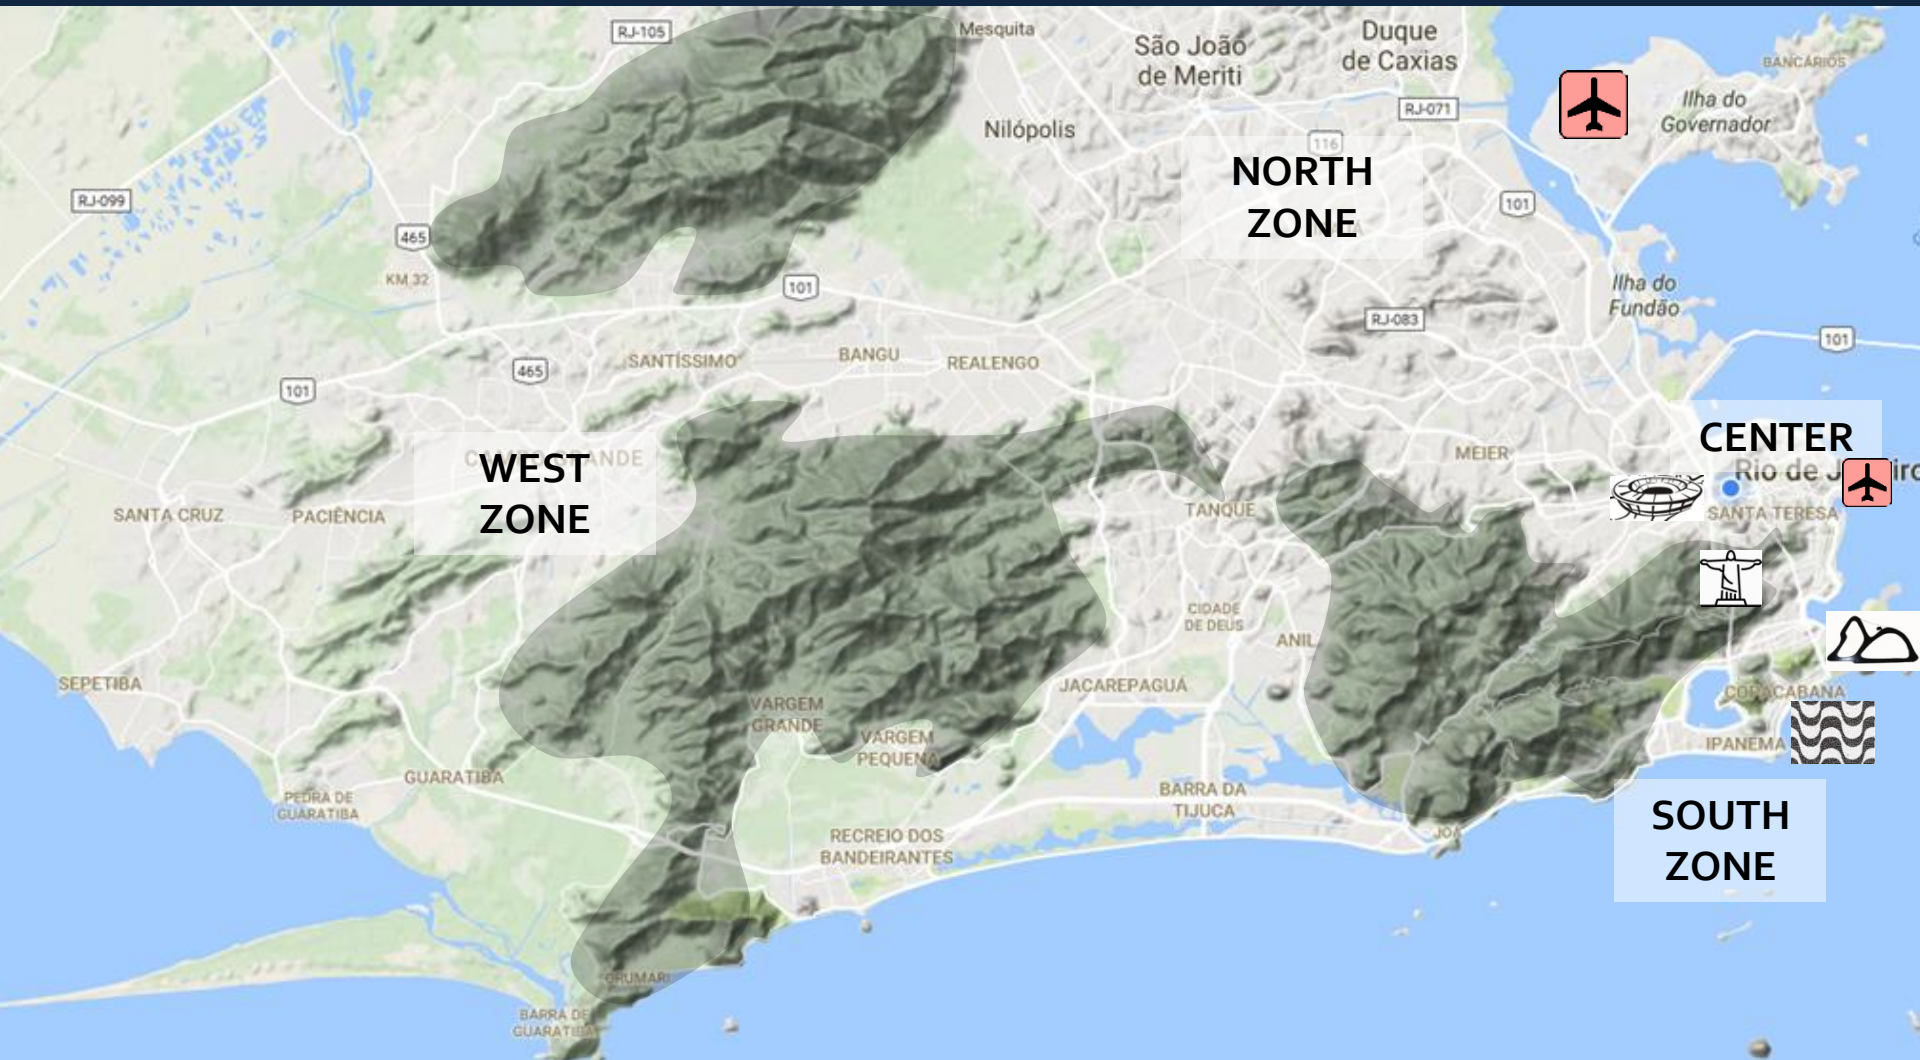 RJ-105
Mesquita
São João
de Meriti
Duque
de Caxias
BANCÁRIOS
Ilha do
Governador
RJ-071
Nilópolis
116
NORTH
ZONE
RJ-099
101
465
KM 32
101
Ilha do
Fundão
RJ-083
101
SANTÍSSIMO
BANGU
REALENGO
465
101
CENTER
MEIER
WEST
ZONE
Rio de
SANTA CRUZ
PACIÊNCIA
TANQUE
SANTA TERESA
CIDADE
DE DEUS
ANIL
SEPETIBA
JACAREPAGUÁ
COPACABANA
VARGEM
GRANDE
VARGEM
PEQUENA
IPANEMA
GUARATIBA
PEDRA DE
GUARATIBA
BARRA DA
TIJUCA
SOUTH
ZONE
RECREIO DOS
BANDEIRANTES
JOÁ
GRUMARI
BARRA DE
GUARATIBA